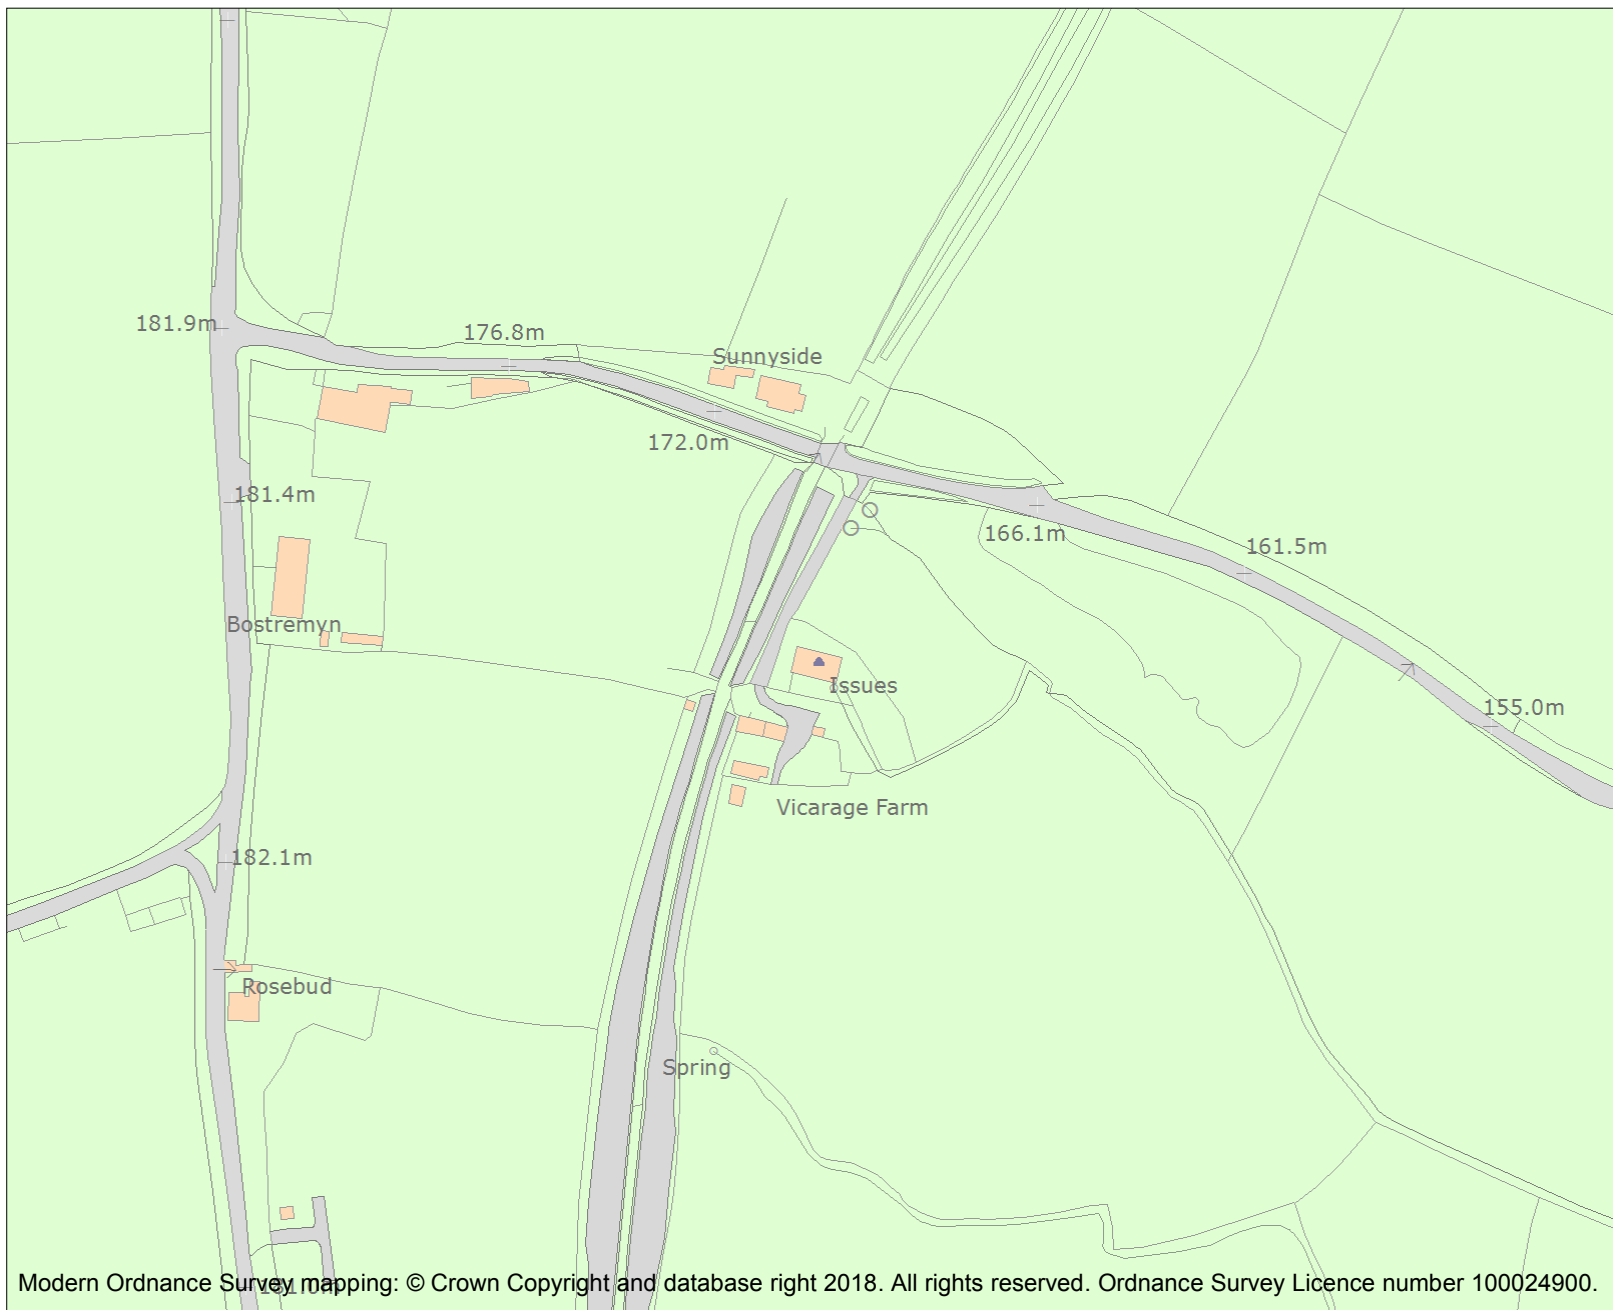 181.9m
176.8m
Sunnyside
172.0m
181.4m
166.1m
161.5m
Bostremyn
Issues
155.0m
Vicarage Farm
182.1m
Rosebud
Spring
Modern Ordnance Survey mapping: © Crown Copyright and database right 2018. All rights reserved. Ordnance Survey Licence number 100024900.